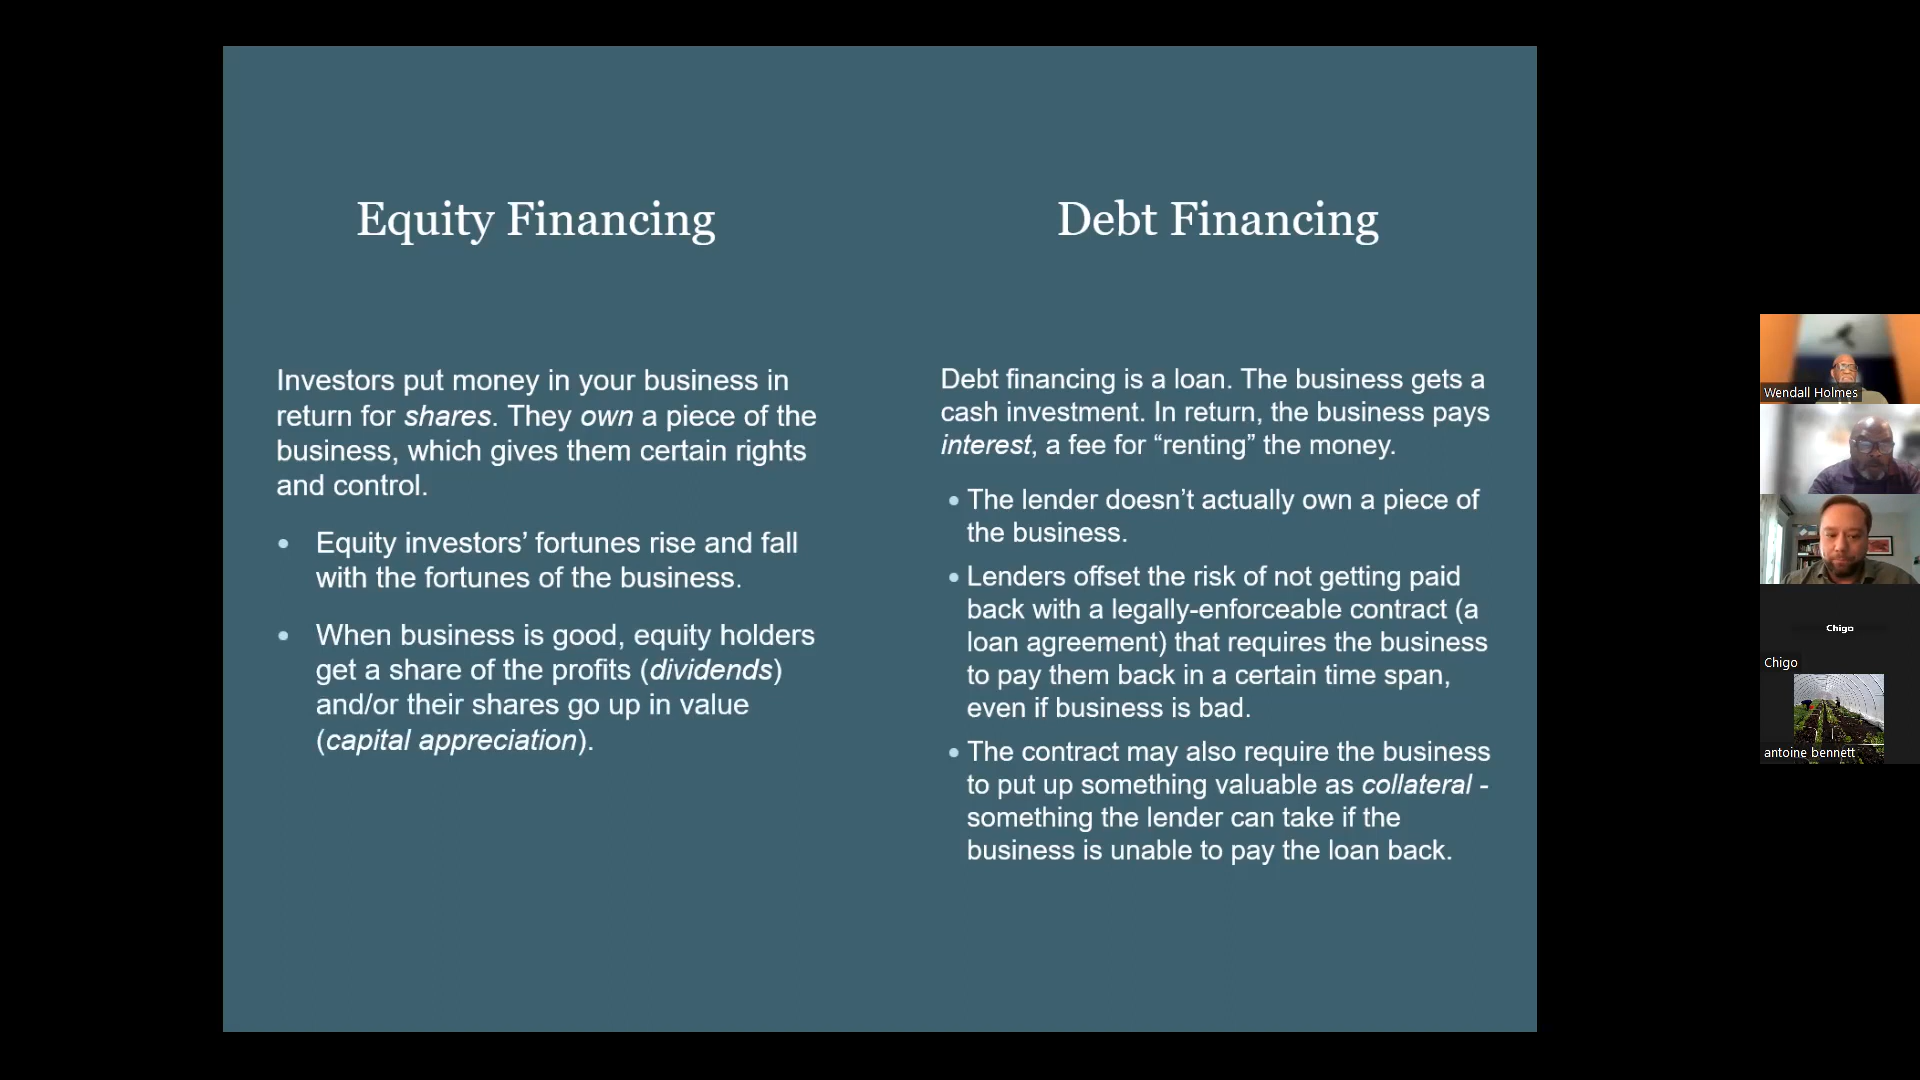 Equity Financing
Investors put money in your business in
return for shares. They own a piece of the
business, which gives them certain rights
and control.
• Equity investors’ fortunes rise and fall
with the fortunes of the business.
• When business is good, equity holders
get a share of the profits (dividends)
and/or their shares go up in value
(capital appreciation).
Debt Financing
Debt financing is a loan. The business gets a
cash investment. In return, the business pays
interest, a fee for “renting” the money.
• The lender doesn’t actually own a piece of
the business.
• Lenders offset the risk of not getting paid
back with a legally-enforceable contract (a
loan agreement) that requires the business
to pay them back in a certain time span,
even if business is bad.
• The contract may also require the business
to put up something valuable as collateral -
something the lender can take if the
business is unable to pay the loan back.
Wendall Holmes
Chigo
Chigo
antoine bennett